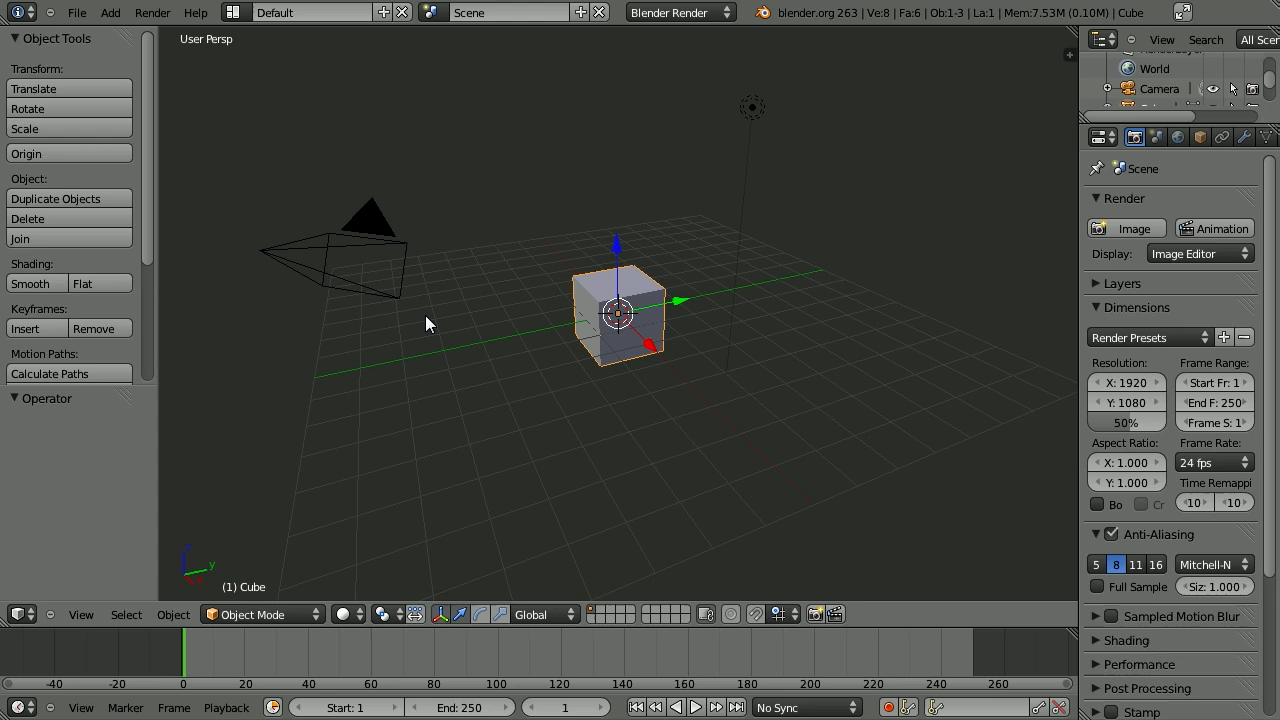 File Add Render Help Default Scene Blender Render blender.org 263 | Ve:8 | Fa:6 | Ob:1-3 | La:1 | Mem:7.53M (0.10M) | Cube
Object Tools
Transform:
Translate
Rotate
Scale
Origin
Object:
Duplicate Objects
Delete
Join
Shading:
Smooth Flat
Keyframes:
Insert Remove
Motion Paths:
Calculate Paths
Operator
User Persp
z
y
(1) Cube
View Search All Scen
World
Camera
Scene
Render
Image Animation
Display: Image Editor
Layers
Dimensions
Render Presets
Resolution: Frame Range:
X: 1920 Start Fr: 1
Y: 1080 End F: 250
50% Frame S: 1
Aspect Ratio: Frame Rate:
X: 1.000 24 fps
Y: 1.000 Time Remappi
Bo Cr 10 10
Anti-Aliasing
5 8 11 16 Mitchell-N
Full Sample Siz: 1.000
Sampled Motion Blur
Shading
Performance
Post Processing
Stamp
View Select Object Object Mode Global
-40 -20 0 20 40 60 80 100 120 140 160 180 200 220 240 260
View Marker Frame Playback Start: 1 End: 250 1 No Sync